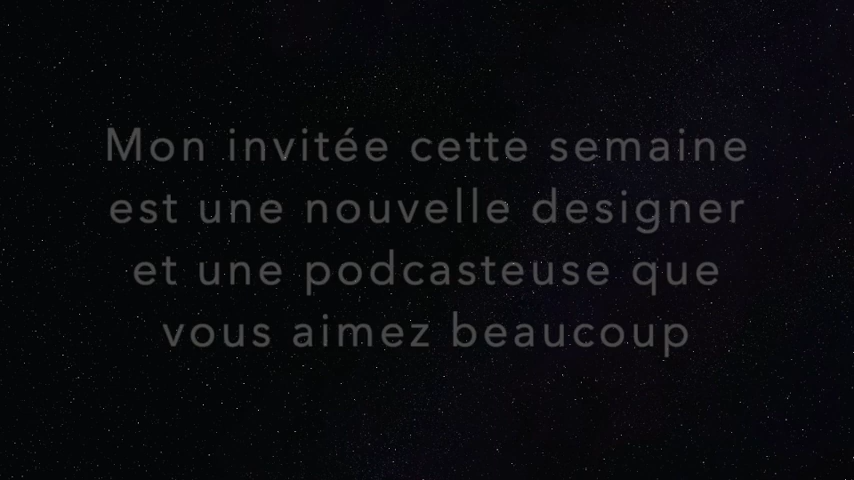 Mon invitée cette semaine
est une nouvelle designer
et une podcasteuse que
vous aimez beaucoup